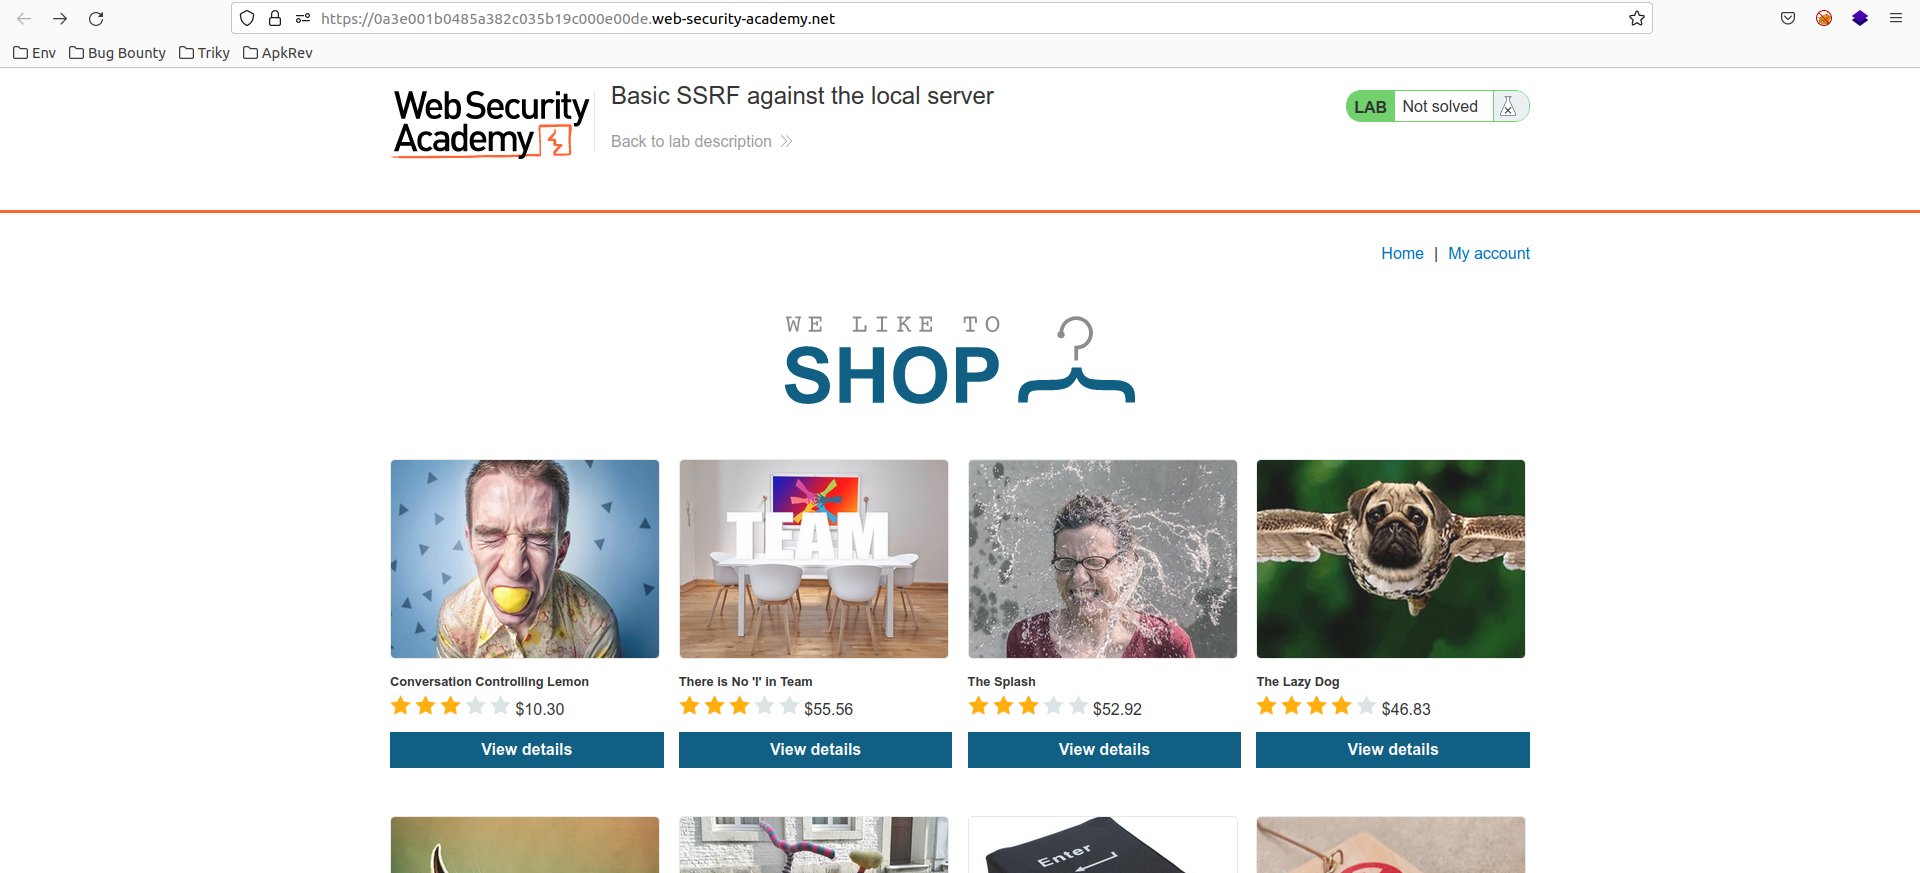 https://0a3e001b0485a382c035b19c000e00de.web-security-academy.net
Env Bug Bounty Triky ApkRev
Web Security
Academy
Basic SSRF against the local server
Back to lab description
LAB Not solved
Home | My account
WE LIKE TO
SHOP
TEAM
Conversation Controlling Lemon
$10.30
View details
There is No 'I' in Team
$55.56
View details
The Splash
$52.92
View details
The Lazy Dog
$46.83
View details
Enter